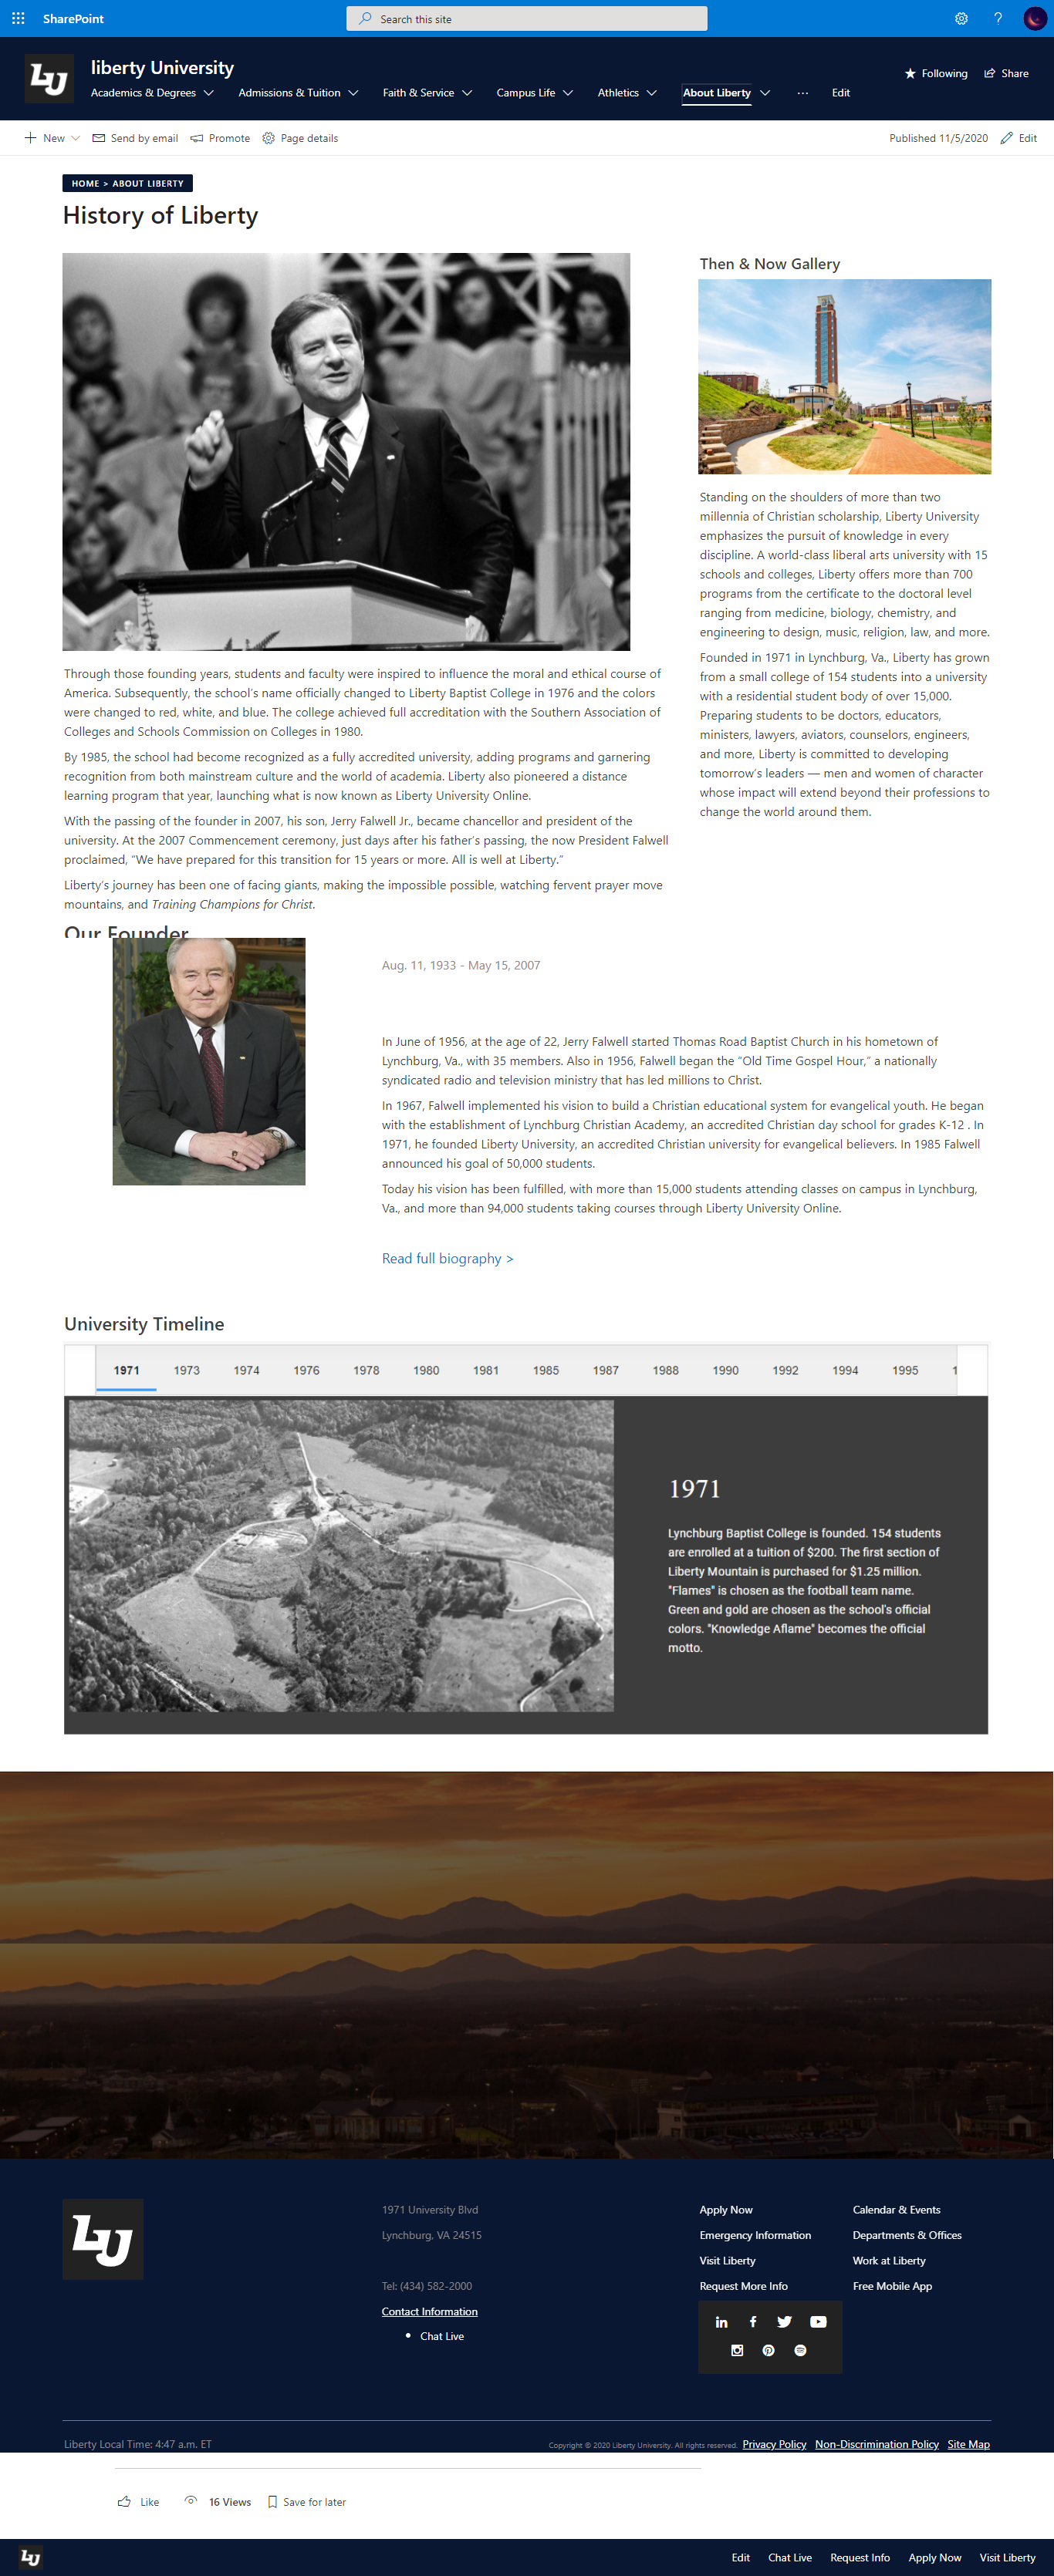 SharePoint
Search this site
LU
liberty University
Following
Share
Academics & Degrees
Admissions & Tuition
Faith & Service
Campus Life
Athletics
About Liberty
···
Edit
New
Send by email
Promote
Page details
Published 11/5/2020
Edit
HOME > ABOUT LIBERTY
History of Liberty
Through those founding years, students and faculty were inspired to influence the moral and ethical course of
America. Subsequently, the school's name officially changed to Liberty Baptist College in 1976 and the colors
were changed to red, white, and blue. The college achieved full accreditation with the Southern Association of
Colleges and Schools Commission on Colleges in 1980.
By 1985, the school had become recognized as a fully accredited university, adding programs and garnering
recognition from both mainstream culture and the world of academia. Liberty also pioneered a distance
learning program that year, launching what is now known as Liberty University Online.
With the passing of the founder in 2007, his son, Jerry Falwell Jr., became chancellor and president of the
university. At the 2007 Commencement ceremony, just days after his father's passing, the now President Falwell
proclaimed, "We have prepared for this transition for 15 years or more. All is well at Liberty."
Liberty's journey has been one of facing giants, making the impossible possible, watching fervent prayer move
mountains, and Training Champions for Christ.
Then & Now Gallery
Standing on the shoulders of more than two
millennia of Christian scholarship, Liberty University
emphasizes the pursuit of knowledge in every
discipline. A world-class liberal arts university with 15
schools and colleges, Liberty offers more than 700
programs from the certificate to the doctoral level
ranging from medicine, biology, chemistry, and
engineering to design, music, religion, law, and more.
Founded in 1971 in Lynchburg, Va., Liberty has grown
from a small college of 154 students into a university
with a residential student body of over 15,000.
Preparing students to be doctors, educators,
ministers, lawyers, aviators, counselors, engineers,
and more, Liberty is committed to developing
tomorrow's leaders — men and women of character
whose impact will extend beyond their professions to
change the world around them.
Our Founder
Aug. 11, 1933 - May 15, 2007
In June of 1956, at the age of 22, Jerry Falwell started Thomas Road Baptist Church in his hometown of
Lynchburg, Va., with 35 members. Also in 1956, Falwell began the "Old Time Gospel Hour," a nationally
syndicated radio and television ministry that has led millions to Christ.
In 1967, Falwell implemented his vision to build a Christian educational system for evangelical youth. He began
with the establishment of Lynchburg Christian Academy, an accredited Christian day school for grades K-12 . In
1971, he founded Liberty University, an accredited Christian university for evangelical believers. In 1985 Falwell
announced his goal of 50,000 students.
Today his vision has been fulfilled, with more than 15,000 students attending classes on campus in Lynchburg,
Va., and more than 94,000 students taking courses through Liberty University Online.
Read full biography >
University Timeline
1971 1973 1974 1976 1978 1980 1981 1985 1987 1988 1990 1992 1994 1995 1
1971
Lynchburg Baptist College is founded. 154 students
are enrolled at a tuition of $200. The first section of
Liberty Mountain is purchased for $1.25 million.
"Flames" is chosen as the football team name.
Green and gold are chosen as the school's official
colors. "Knowledge Aflame" becomes the official
motto.
LU
1971 University Blvd
Lynchburg, VA 24515
Tel: (434) 582-2000
Contact Information
• Chat Live
Apply Now
Emergency Information
Visit Liberty
Request More Info
Calendar & Events
Departments & Offices
Work at Liberty
Free Mobile App
Liberty Local Time: 4:47 a.m. ET
Copyright © 2020 Liberty University. All rights reserved. Privacy Policy Non-Discrimination Policy Site Map
Like
16 Views
Save for later
LU
Edit
Chat Live
Request Info
Apply Now
Visit Liberty